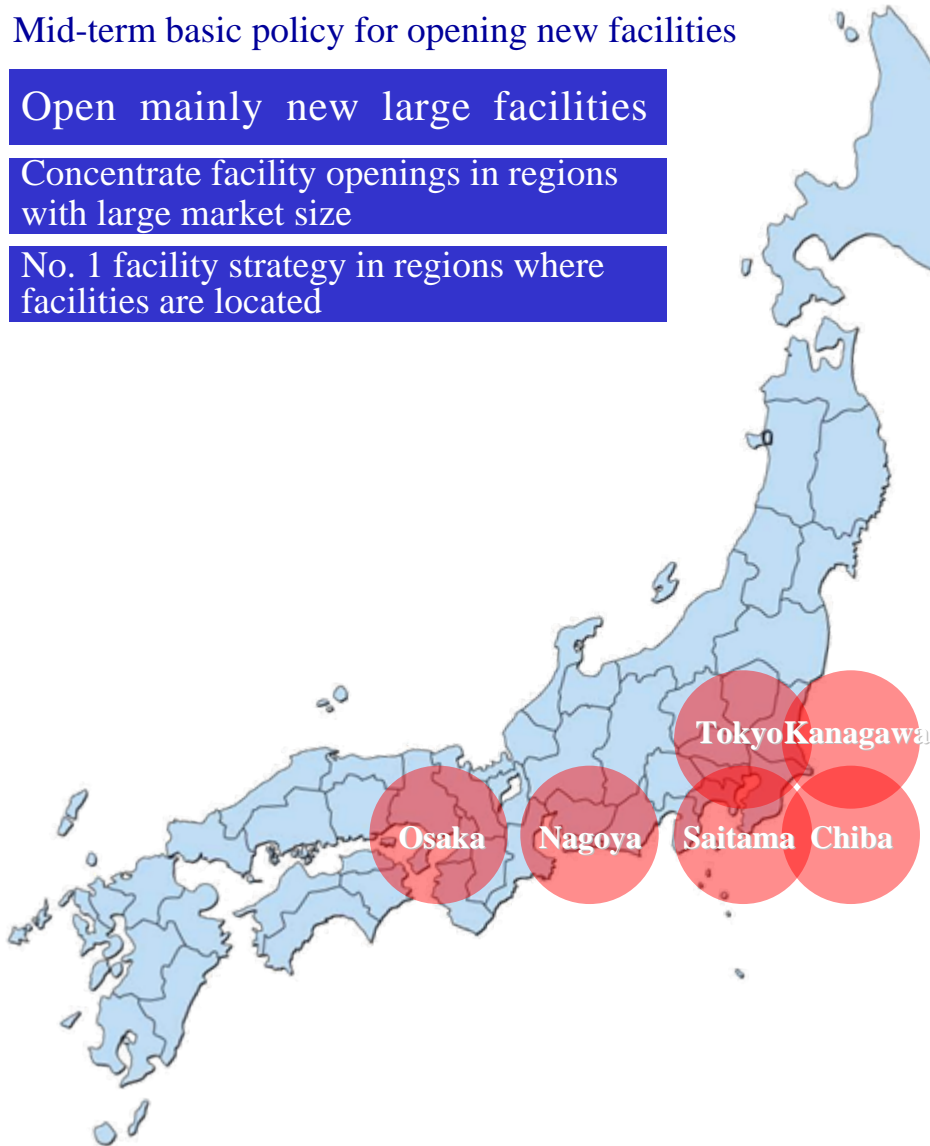 Mid-term basic policy for opening new facilities
Open mainly new large facilities
Concentrate facility openings in regions
with large market size
No. 1 facility strategy in regions where
facilities are located
Tokyo Kanagawa
Osaka Nagoya Saitama Chiba